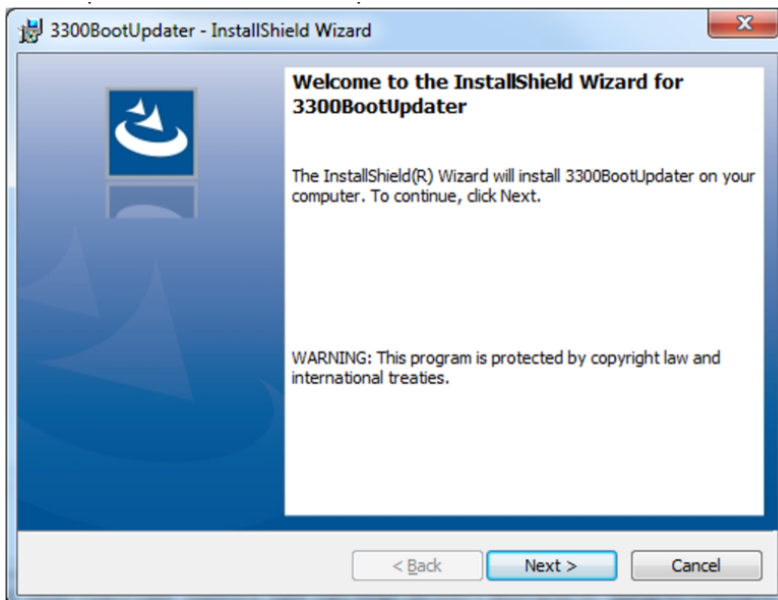 3300BootUpdater - InstallShield Wizard
Welcome to the InstallShield Wizard for
3300BootUpdater
The InstallShield(R) Wizard will install 3300BootUpdater on your
computer. To continue, click Next.
WARNING: This program is protected by copyright law and
international treaties.
< Back
Next >
Cancel